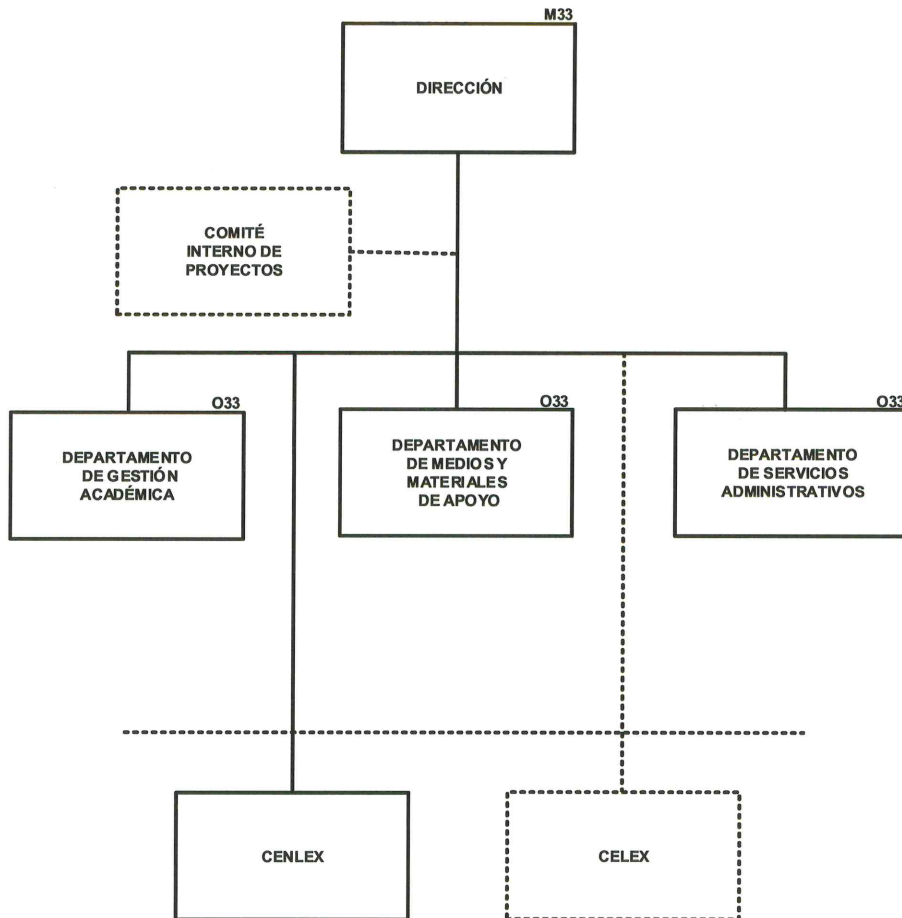 M33
DIRECCIÓN
COMITÉ
INTERNO DE
PROYECTOS
O33
DEPARTAMENTO
DE GESTIÓN
ACADÉMICA
O33
DEPARTAMENTO
DE MEDIOS Y
MATERIALES
DE APOYO
O33
DEPARTAMENTO
DE SERVICIOS
ADMINISTRATIVOS
CENLEX
CELEX